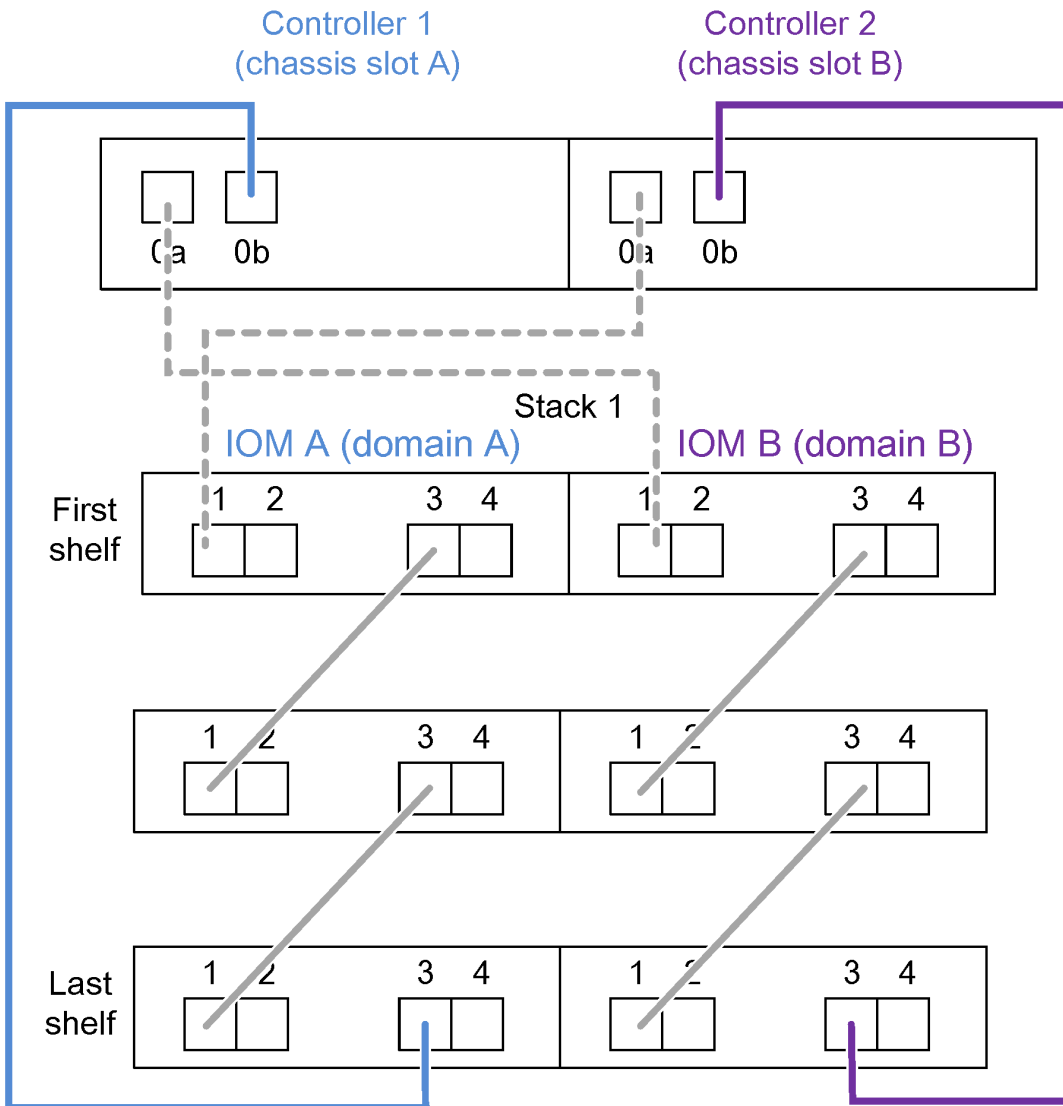 Controller 1
(chassis slot A)
Controller 2
(chassis slot B)
0a 0b 0a 0b
Stack 1
IOM A (domain A) IOM B (domain B)
First
shelf
1 2 3 4 1 2 3 4
1 2 3 4 1 2 3 4
Last
shelf
1 2 3 4 1 2 3 4